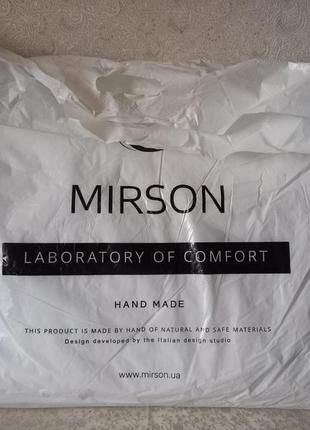 MIRSON
LABORATORY OF COMFORT
HAND MADE
THIS PRODUCT IS MADE BY HAND OF NATURAL AND SAFE MATERIALS
Design developed by the Italian design studio
www.mirson.ua